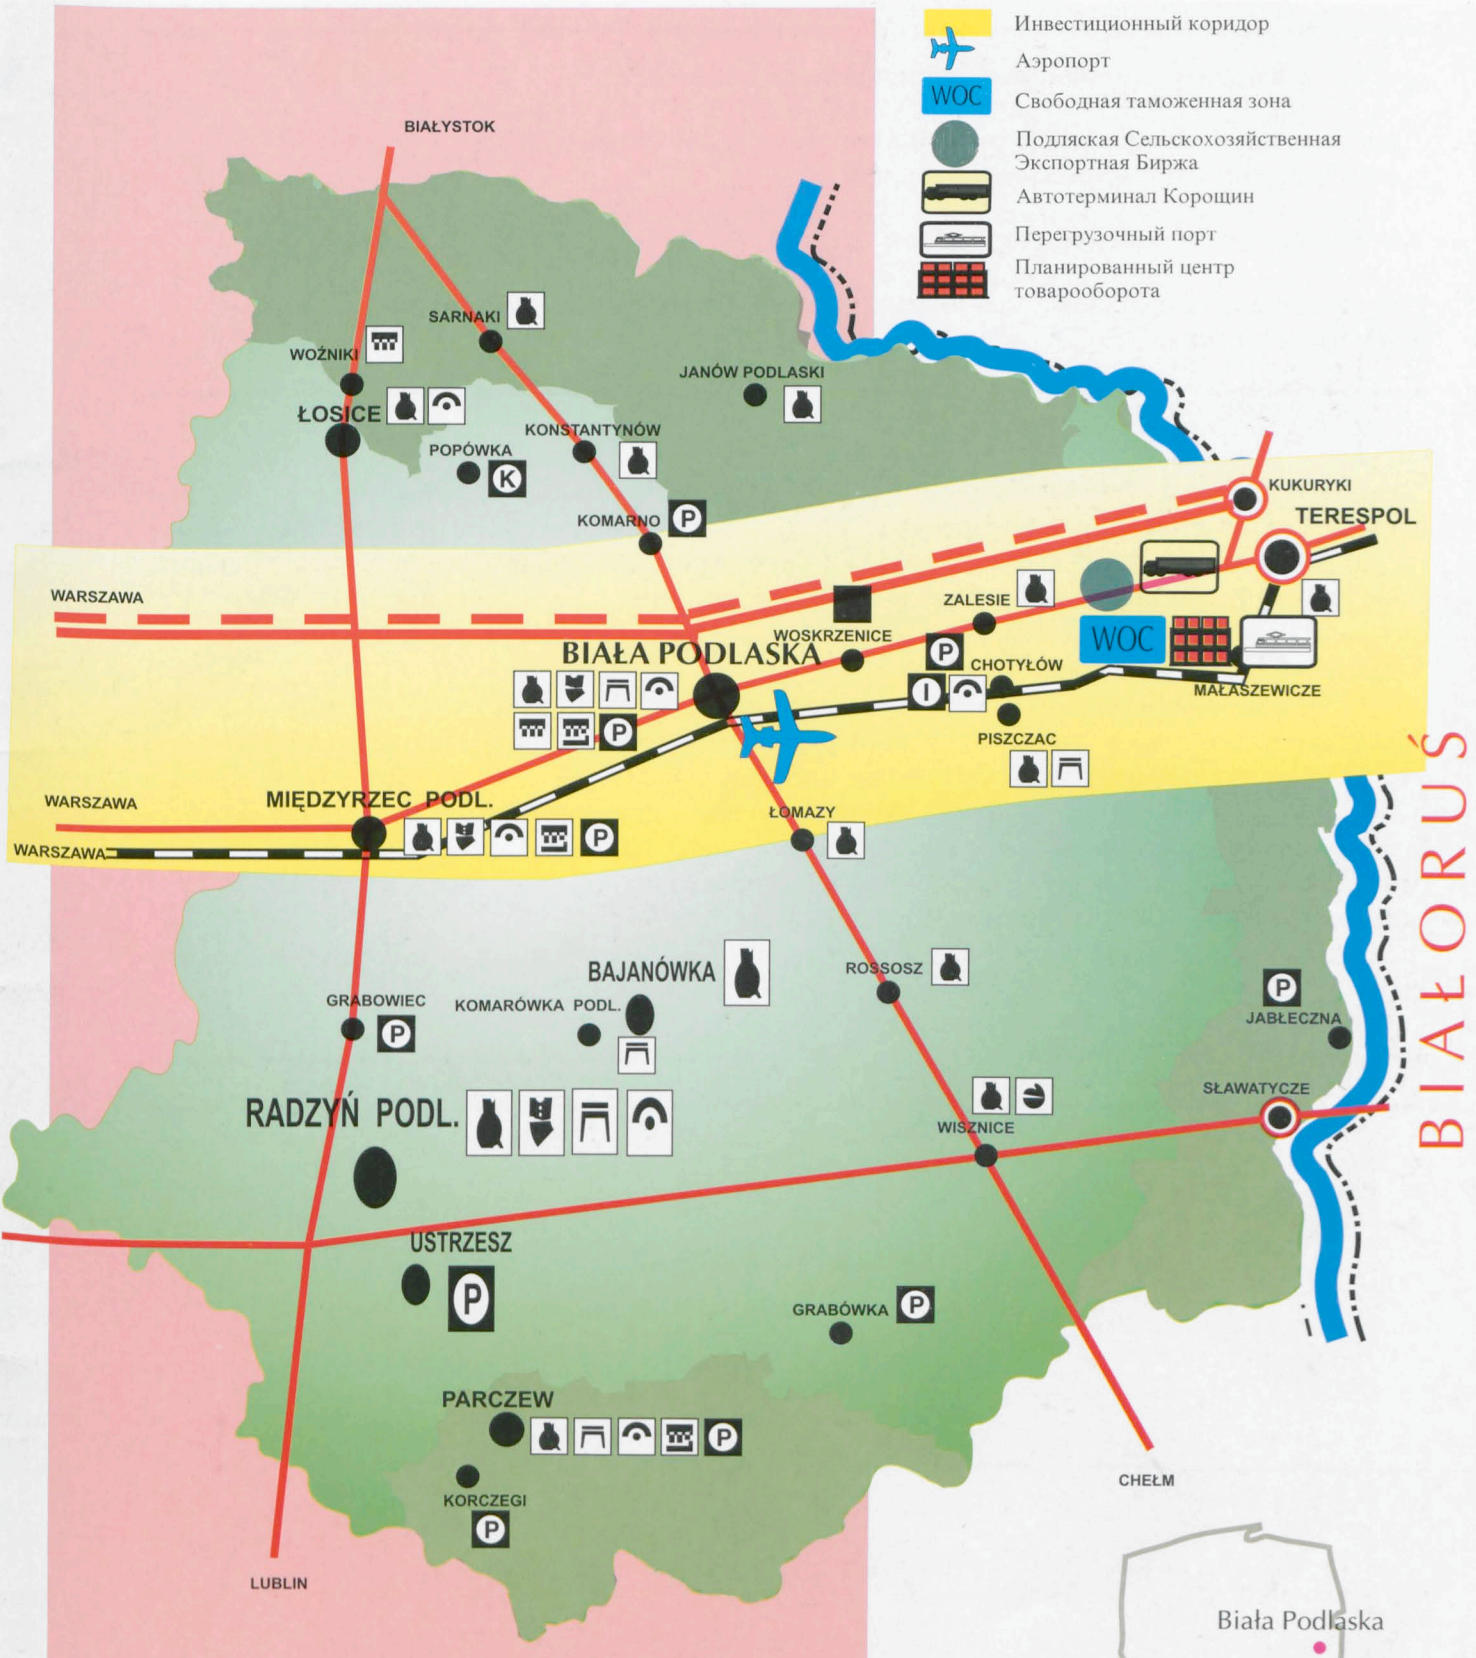 Инвестиционный коридор
Аэропорт
WOC
Свободная таможенная зона
Подляская Сельскохозяйственная
Экспортная Биржа
Автотерминал Корощин
Перегрузочный порт
Планированный центр
товарооборота
BIAŁYSTOK
SARNAKI
WOŹNIKI
JANÓW PODLASKI
ŁOSICE
KONSTANTYNÓW
POPÓWKA
K
KUKURYKI
KOMARNO
P
TERESPOL
WARSZAWA
ZALESIE
WOSKRZENICE
WOC
BIAŁA PODLASKA
P
CHOTYŁÓW
I
MAŁASZEWICZE
P
PISZCZAC
WARSZAWA
MIĘDZYRZEC PODL.
ŁOMAZY
P
WARSZAWA
BIAŁORUŚ
BAJANÓWKA
ROSSOSZ
P
GRABOWIEC
KOMARÓWKA PODL.
P
JABŁECZNA
SŁAWATYCZE
RADZYŃ PODL.
WISZNICE
USTRZESZ
P
GRABÓWKA
P
PARCZEW
P
KORCZEGI
P
CHEŁM
LUBLIN
Biała Podlaska